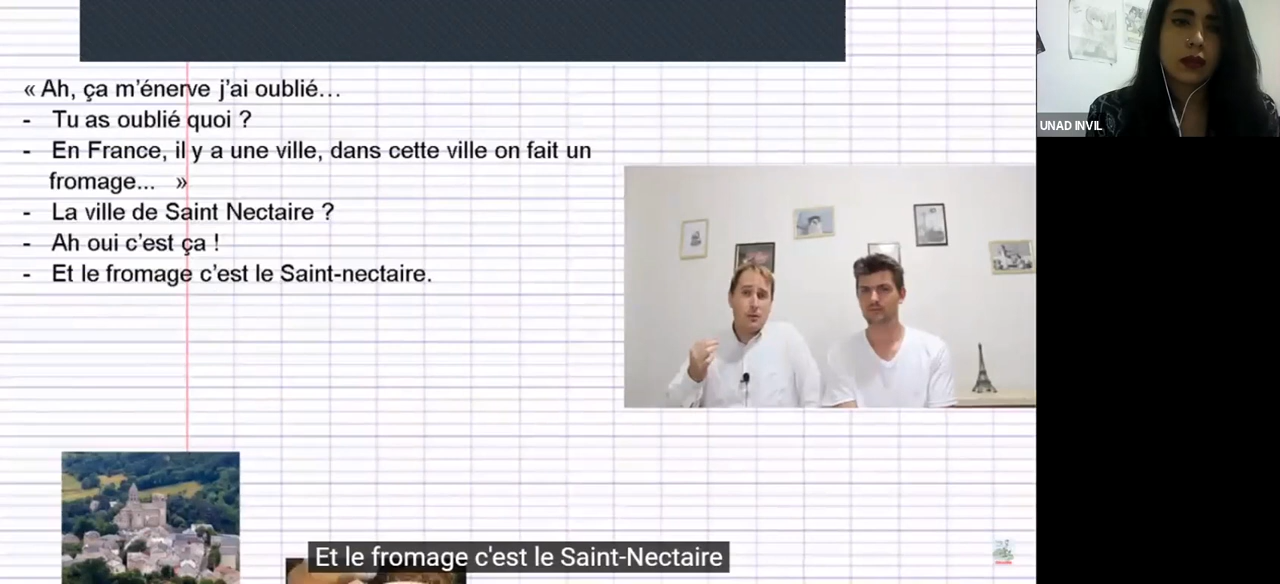 « Ah, ça m’énerve j’ai oublié…
- Tu as oublié quoi ?
- En France, il y a une ville, dans cette ville on fait un
fromage... »
- La ville de Saint Nectaire ?
- Ah oui c’est ça !
- Et le fromage c’est le Saint-nectaire.
Et le fromage c'est le Saint-Nectaire
UNAD INVIL